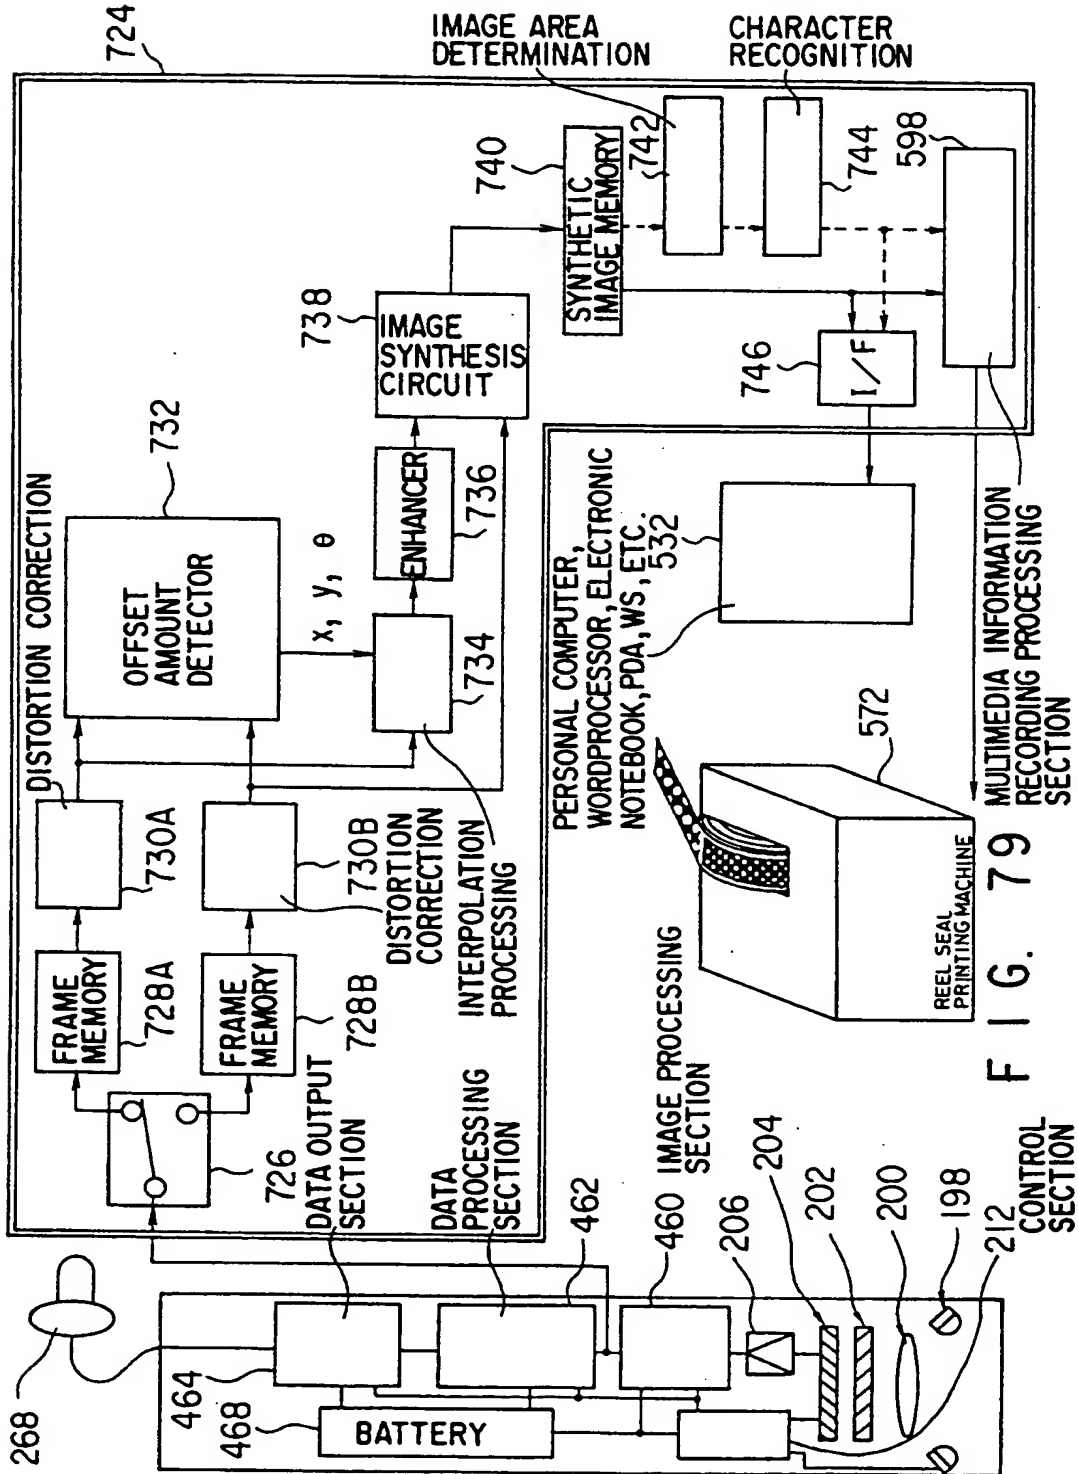 724
IMAGE AREA
DETERMINATION
CHARACTER
RECOGNITION
DISTORTION CORRECTION
732
OFFSET
AMOUNT
DETECTOR
x, y, θ
738
IMAGE
SYNTHESIS
CIRCUIT
740
SYNTHETIC
IMAGE MEMORY
742
744
598
746
I/F
ENHANCER
736
734
730A
730B
DISTORTION
CORRECTION
INTERPOLATION
PROCESSING
FRAME
MEMORY
728A
FRAME
MEMORY
728B
726
DATA OUTPUT
SECTION
DATA
PROCESSING
SECTION
462
460
IMAGE PROCESSING
SECTION
206
204
202
200
198
212
CONTROL
SECTION
268
464
468
BATTERY
PERSONAL COMPUTER,
WORDPROCESSOR, ELECTRONIC
NOTEBOOK, PDA, WS, ETC.
532
572
REEL SEAL
PRINTING MACHINE
MULTIMEDIA INFORMATION
RECORDING PROCESSING
SECTION
FIG. 79